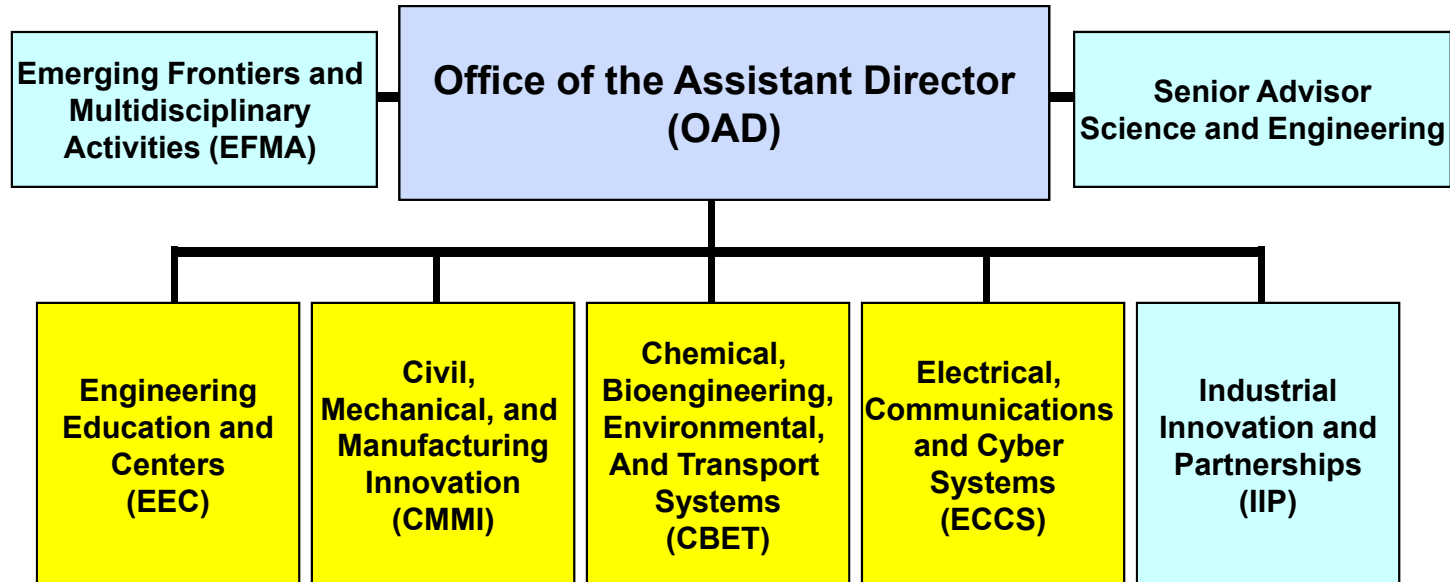 Emerging Frontiers and
Multidisciplinary
Activities (EFMA)
Office of the Assistant Director
(OAD)
Senior Advisor
Science and Engineering
Engineering
Education and
Centers
(EEC)
Civil,
Mechanical, and
Manufacturing
Innovation
(CMMI)
Chemical,
Bioengineering,
Environmental,
And Transport
Systems
(CBET)
Electrical,
Communications
and Cyber
Systems
(ECCS)
Industrial
Innovation and
Partnerships
(IIP)